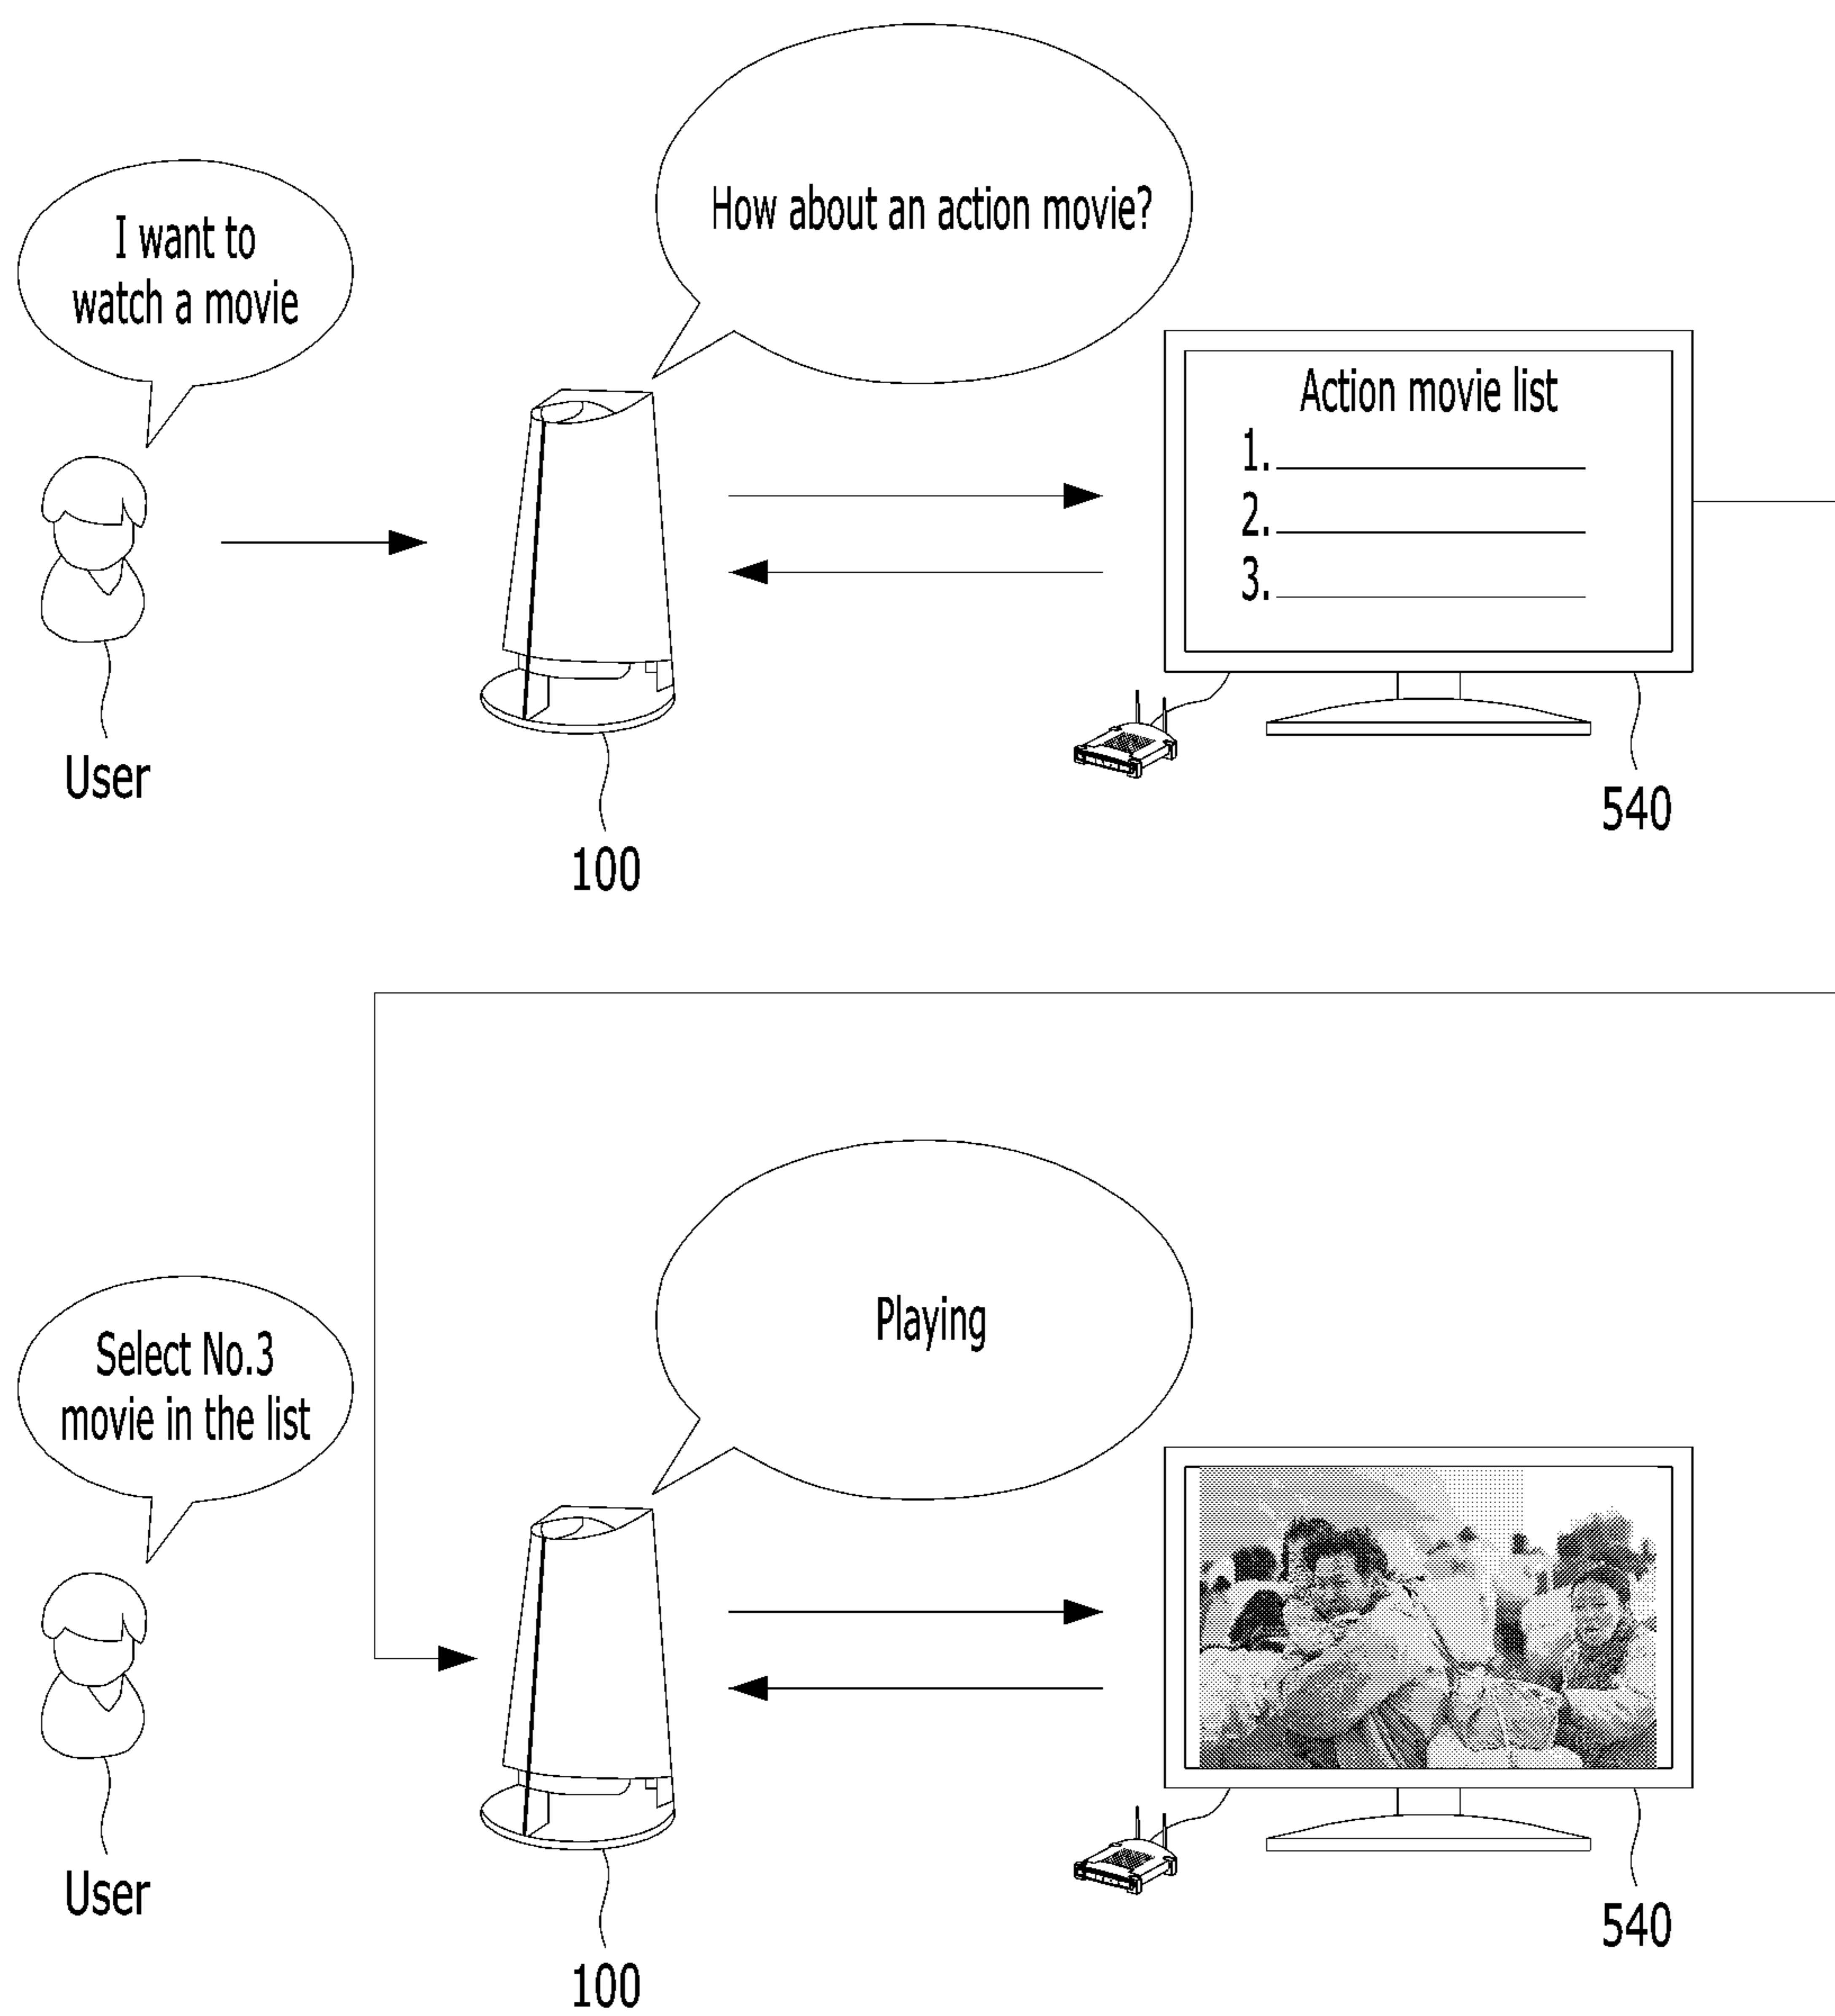 How about an action movie?
I want to
watch a movie
Action movie list
1.
2.
3.
User
540
100
Playing
Select No.3
movie in the list
User
540
100